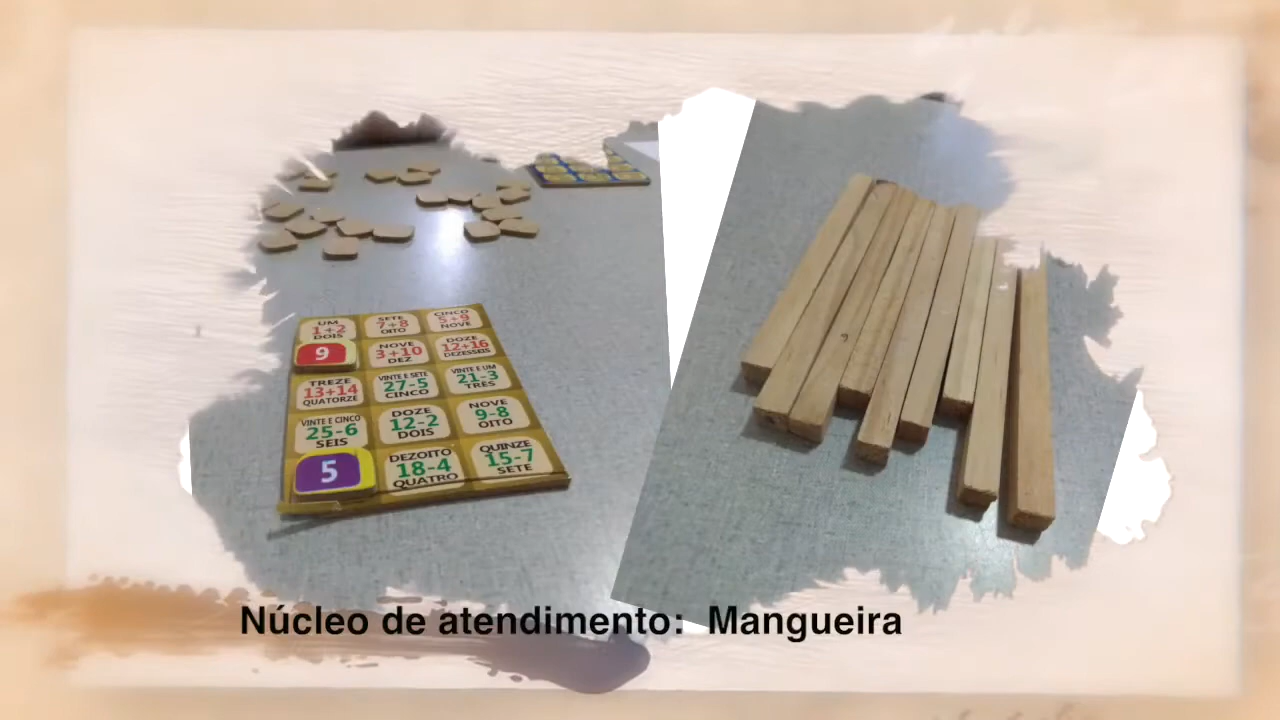 UM
1+2
DOIS
SETE
7+8
OITO
CINCO
5+9
NOVE
9
NOVE
3+10
DEZ
DOZE
12+16
DEZESSEIS
TREZE
13+14
QUATORZE
VINTE E SETE
27-5
CINCO
VINTE E UM
21-3
TRÊS
VINTE E CINCO
25-6
SEIS
DOZE
12-2
DOIS
NOVE
9-8
OITO
5
DEZOITO
18-4
QUATRO
QUINZE
15-7
SETE
Núcleo de atendimento: Mangueira